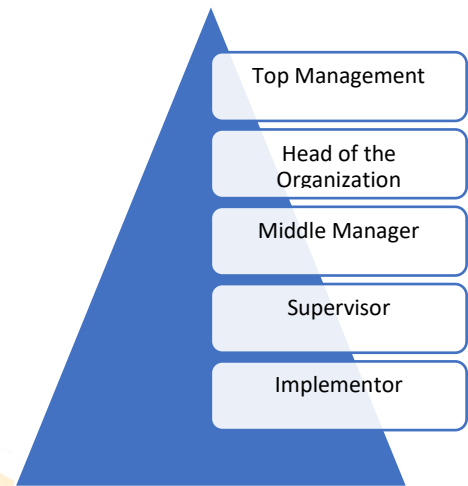 Top Management
Head of the
Organization
Middle Manager
Supervisor
Implementor